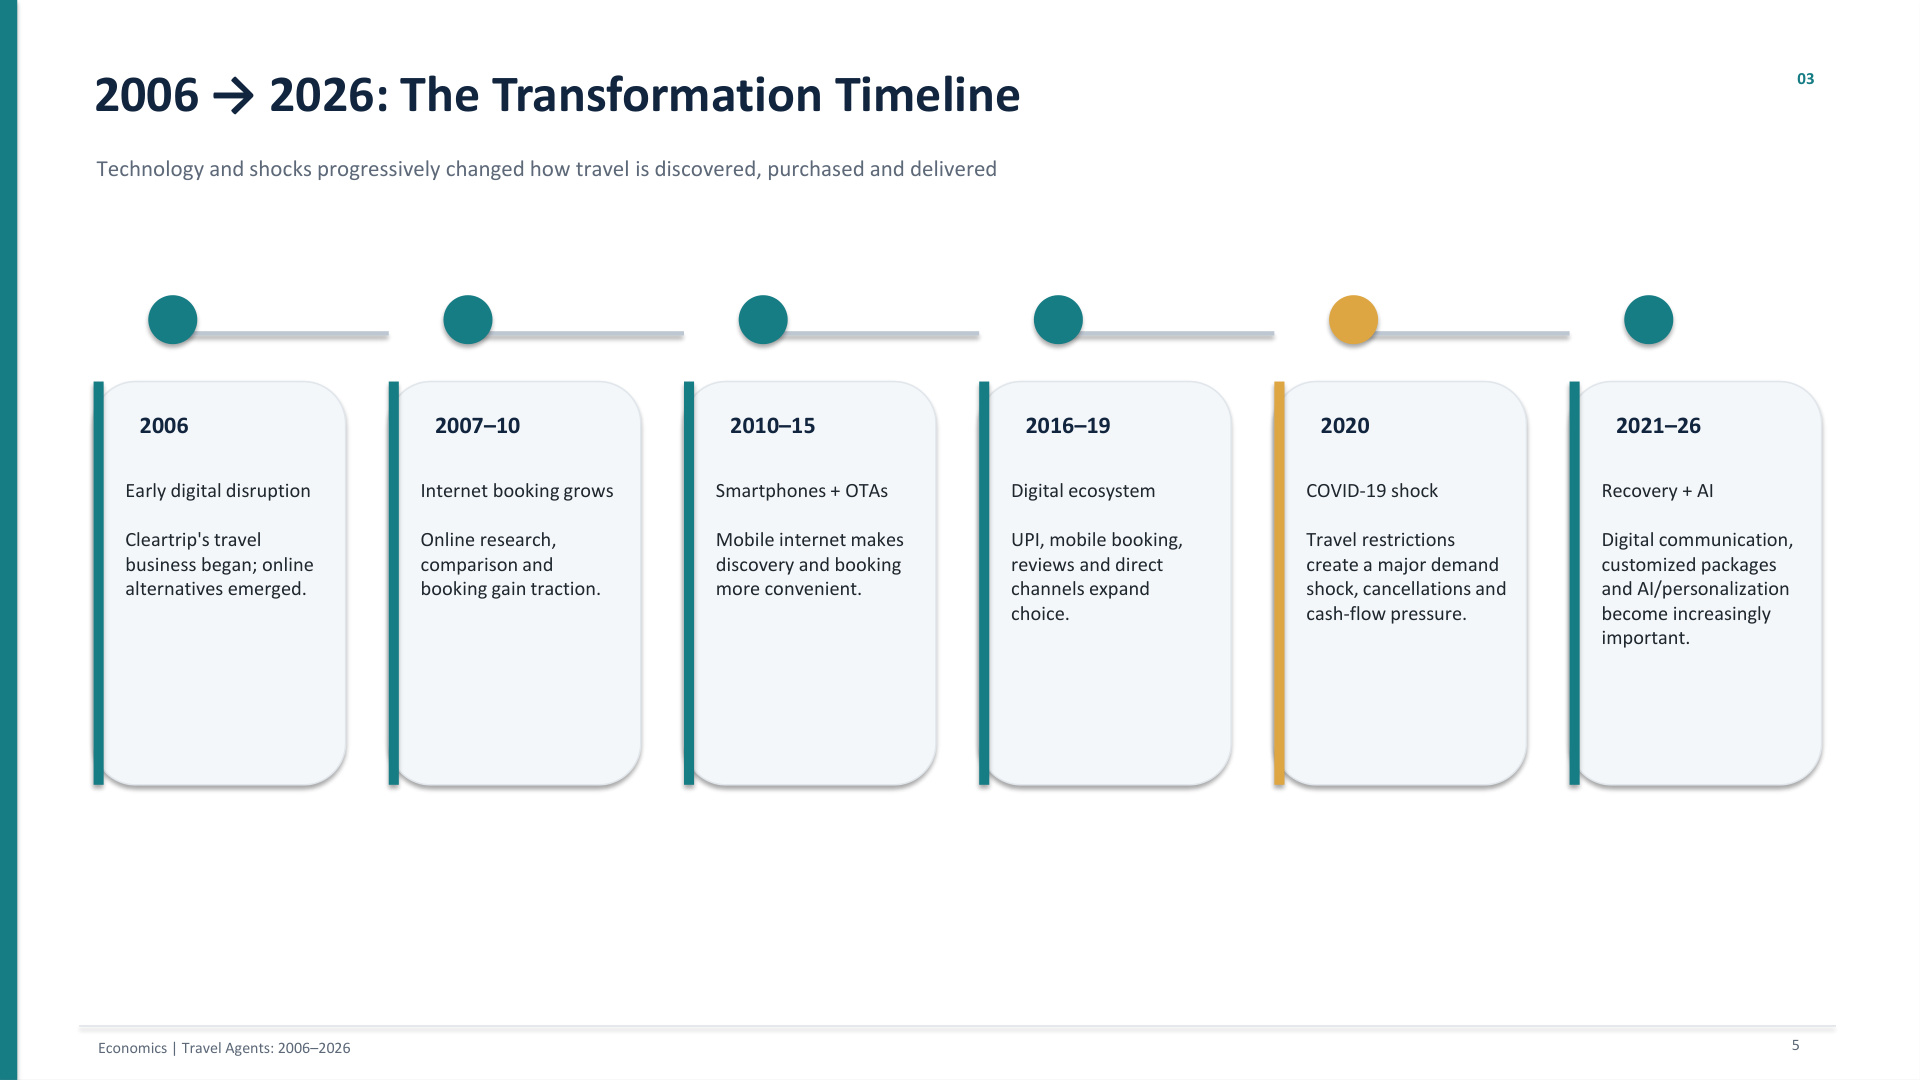 2006 → 2026: The Transformation Timeline
03
Technology and shocks progressively changed how travel is discovered, purchased and delivered
2006
Early digital disruption
Cleartrip's travel
business began; online
alternatives emerged.
2007–10
Internet booking grows
Online research,
comparison and
booking gain traction.
2010–15
Smartphones + OTAs
Mobile internet makes
discovery and booking
more convenient.
2016–19
Digital ecosystem
UPI, mobile booking,
reviews and direct
channels expand
choice.
2020
COVID-19 shock
Travel restrictions
create a major demand
shock, cancellations and
cash-flow pressure.
2021–26
Recovery + AI
Digital communication,
customized packages
and AI/personalization
become increasingly
important.
Economics | Travel Agents: 2006–2026
5